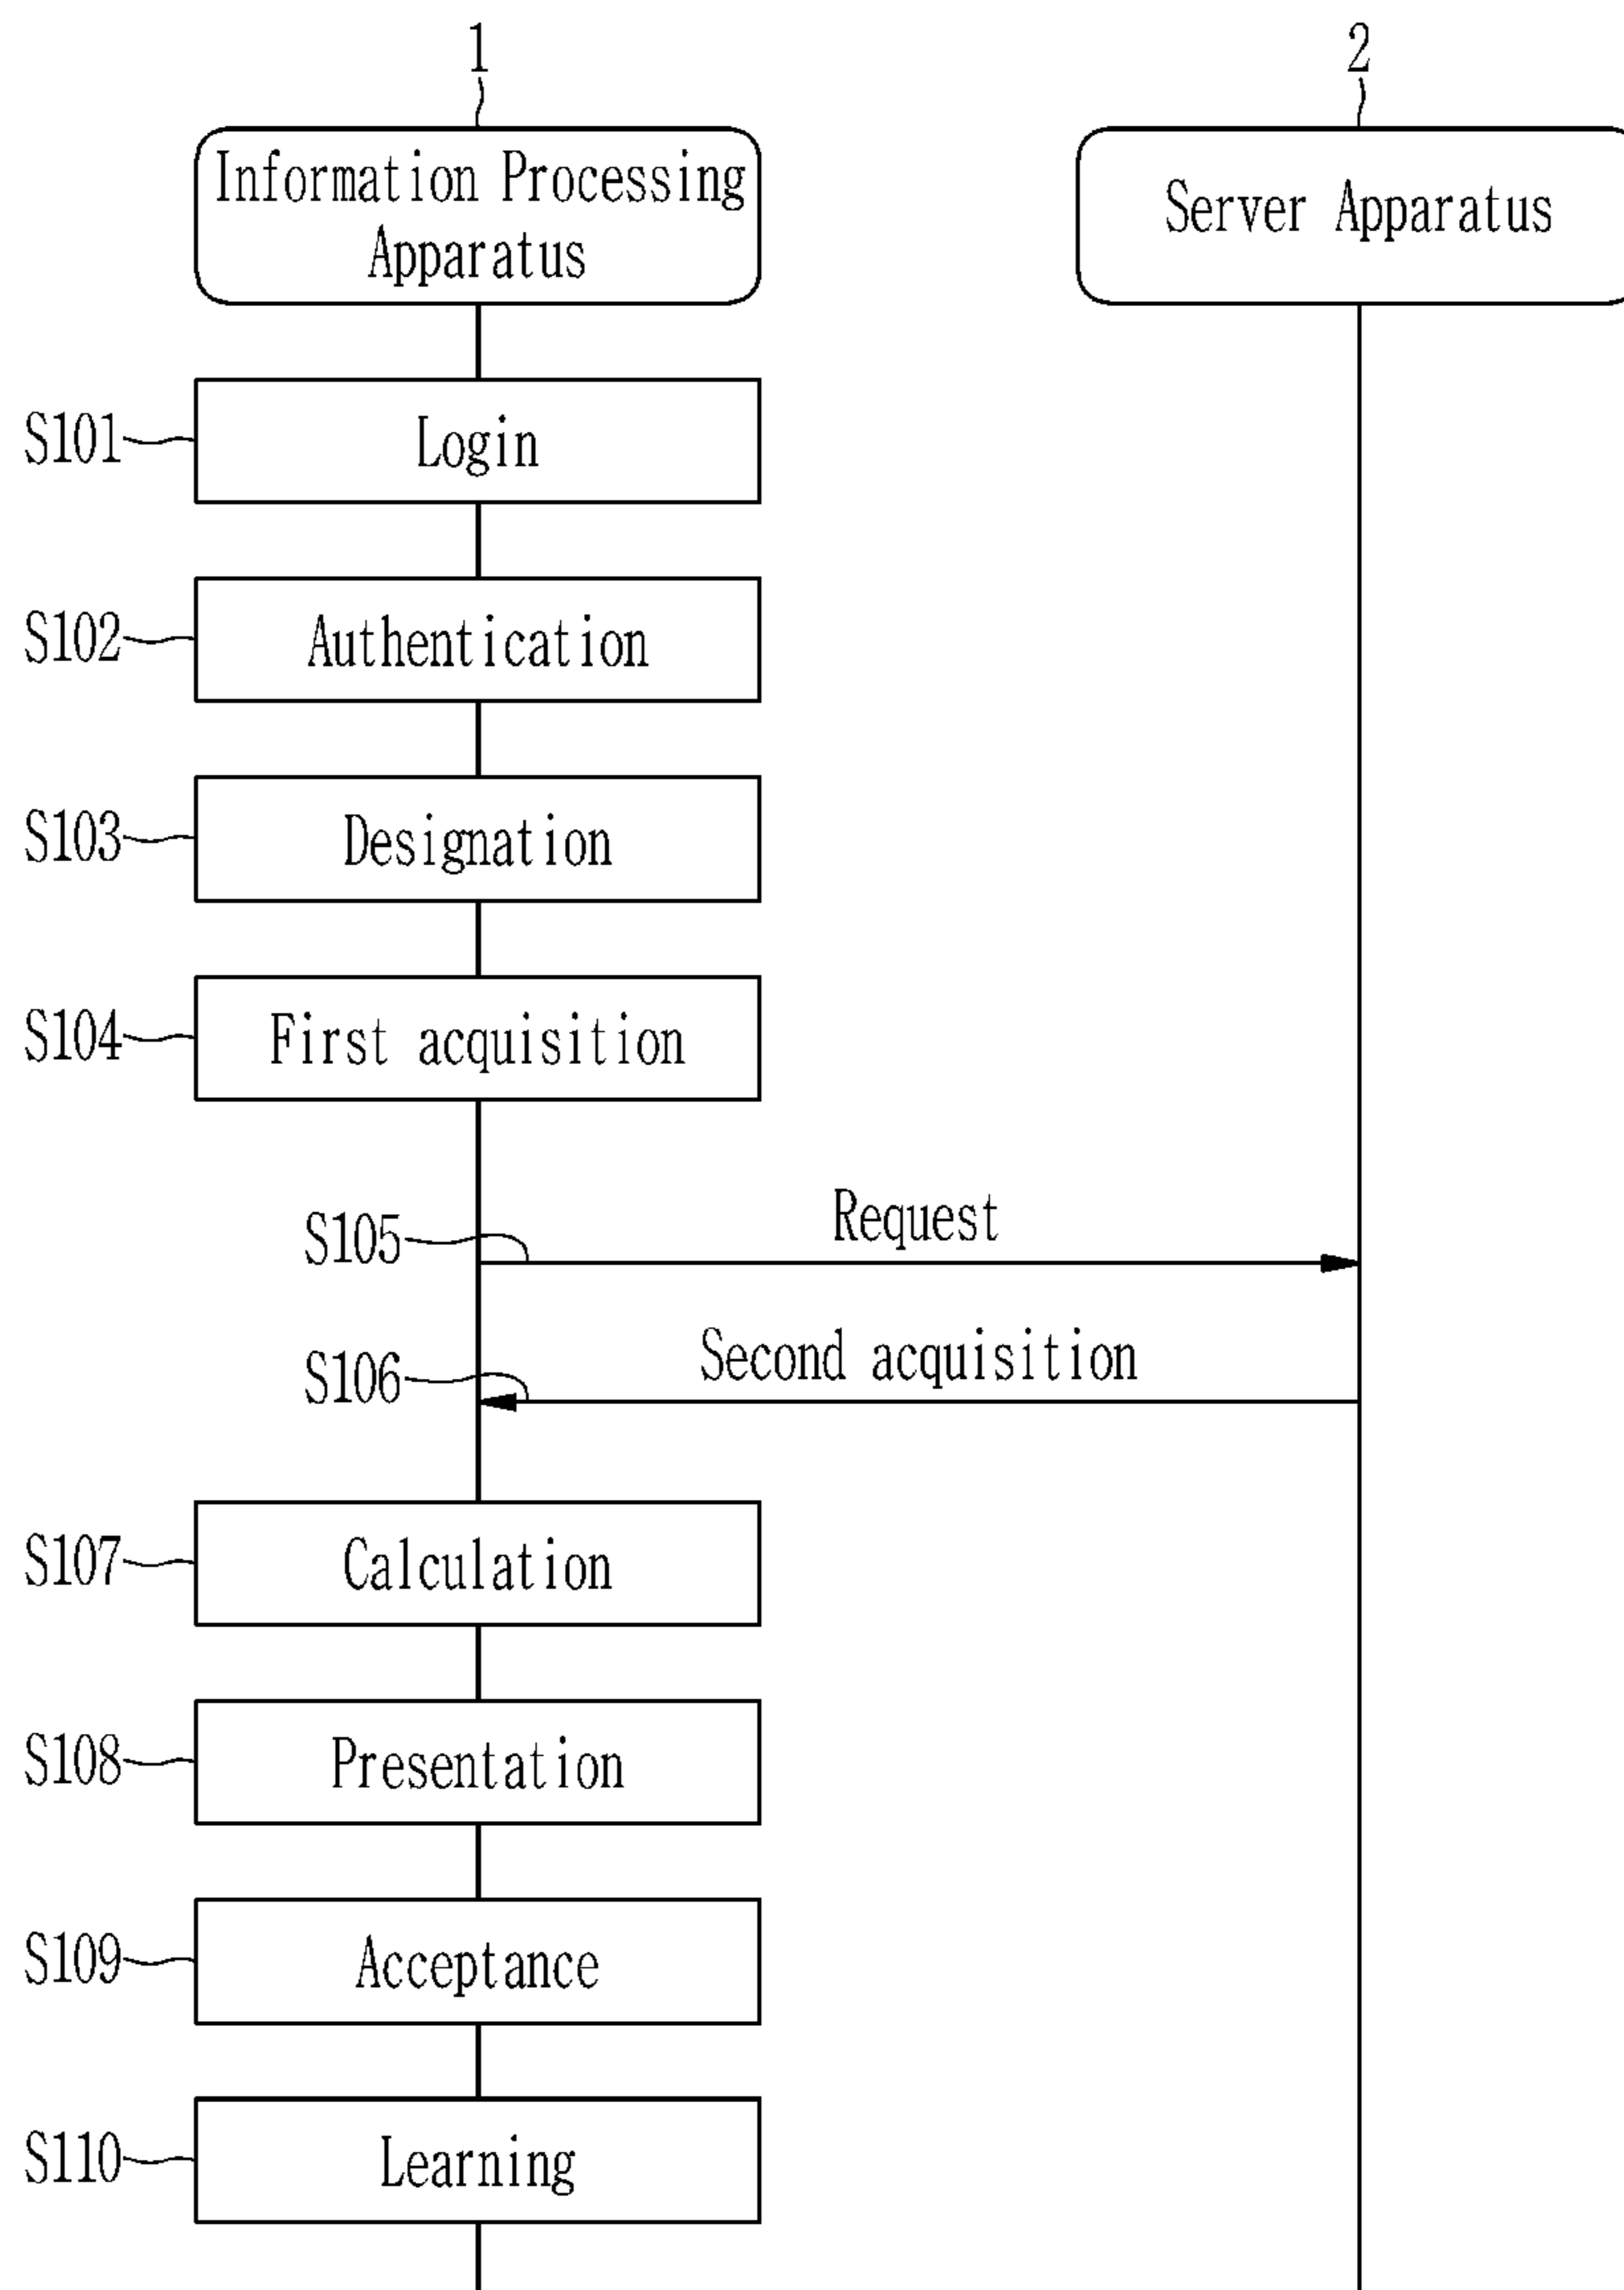 1
2
Information Processing
Apparatus
Server Apparatus
S101
Login
S102
Authentication
S103
Designation
S104
First acquisition
S105
Request
S106
Second acquisition
S107
Calculation
S108
Presentation
S109
Acceptance
S110
Learning